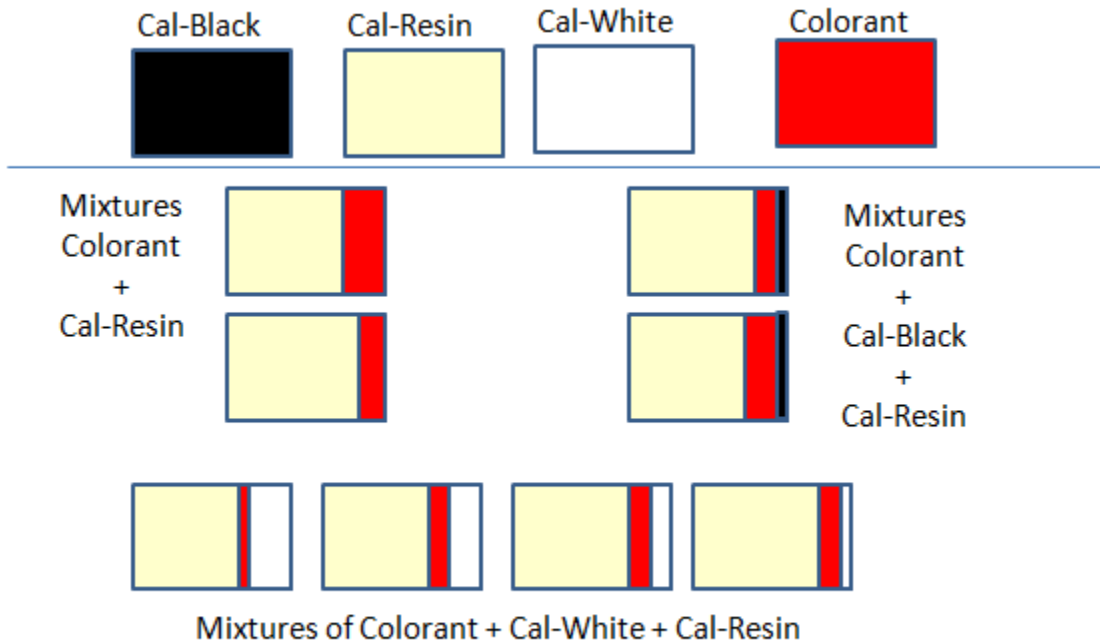 Cal-Black
Cal-Resin
Cal-White
Colorant
Mixtures
Colorant
+
Cal-Resin
Mixtures
Colorant
+
Cal-Black
+
Cal-Resin
Mixtures of Colorant + Cal-White + Cal-Resin